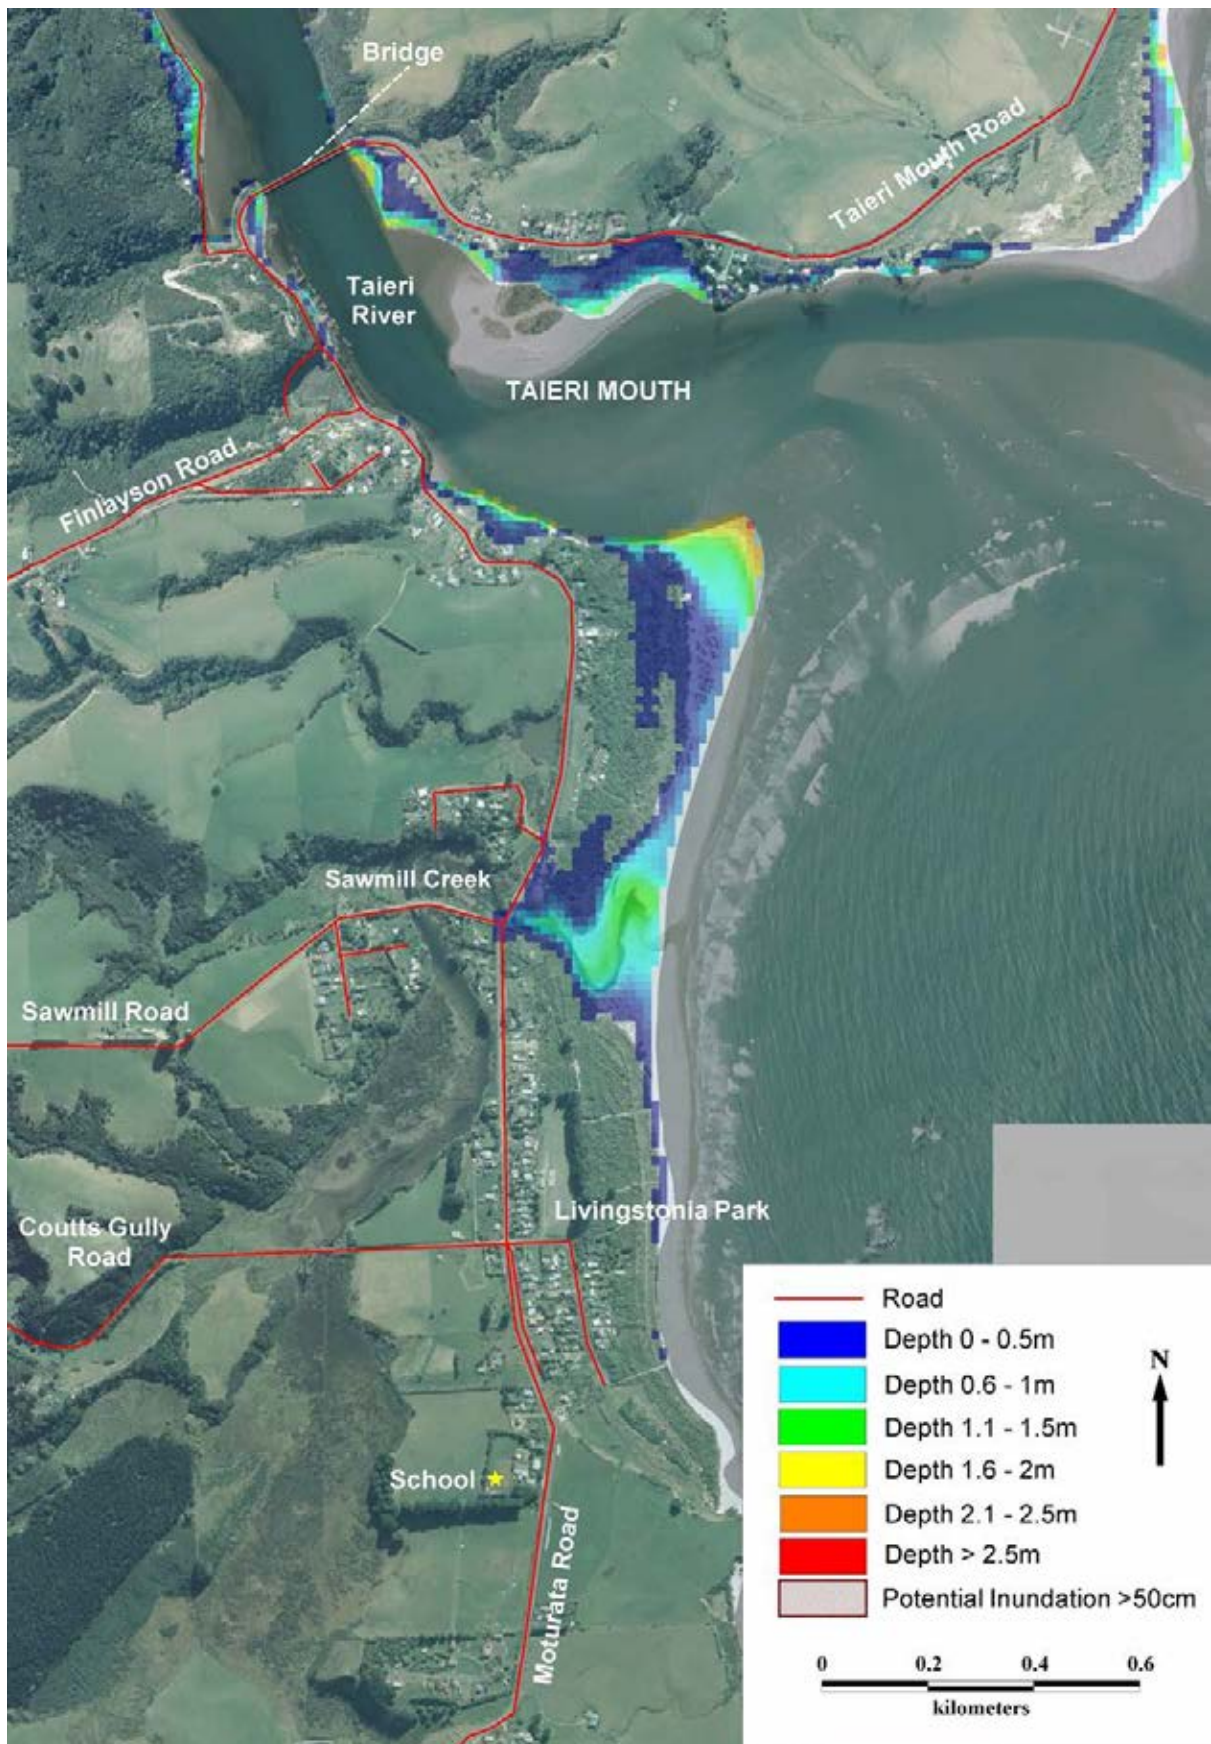 Bridge
Taieri Mouth Road
Taieri
River
TAIERI MOUTH
Finlayson Road
Sawmill Creek
Sawmill Road
Coutts Gully
Road
Livingstonia Park
School
Moturata Road
Road
Depth 0 - 0.5m
Depth 0.6 - 1m
Depth 1.1 - 1.5m
Depth 1.6 - 2m
Depth 2.1 - 2.5m
Depth > 2.5m
Potential Inundation >50cm
N
0 0.2 0.4 0.6
kilometers